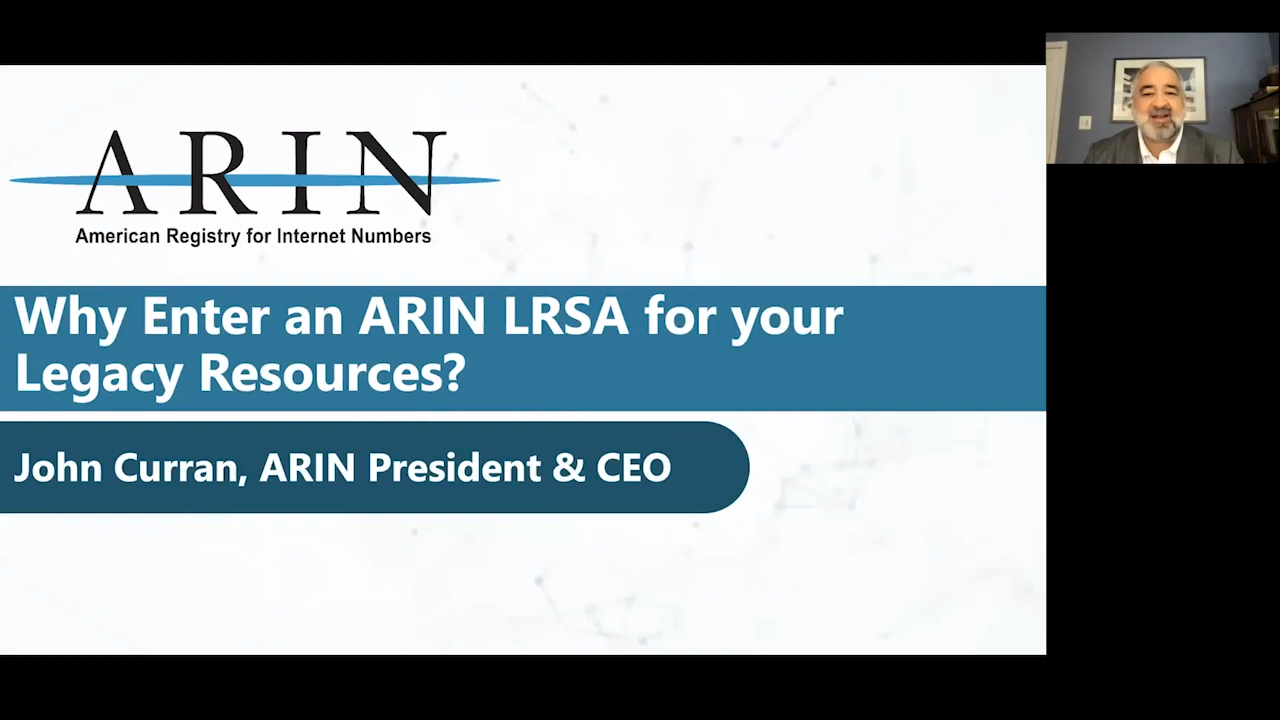 ARIN
American Registry for Internet Numbers
Why Enter an ARIN LRSA for your
Legacy Resources?
John Curran, ARIN President & CEO